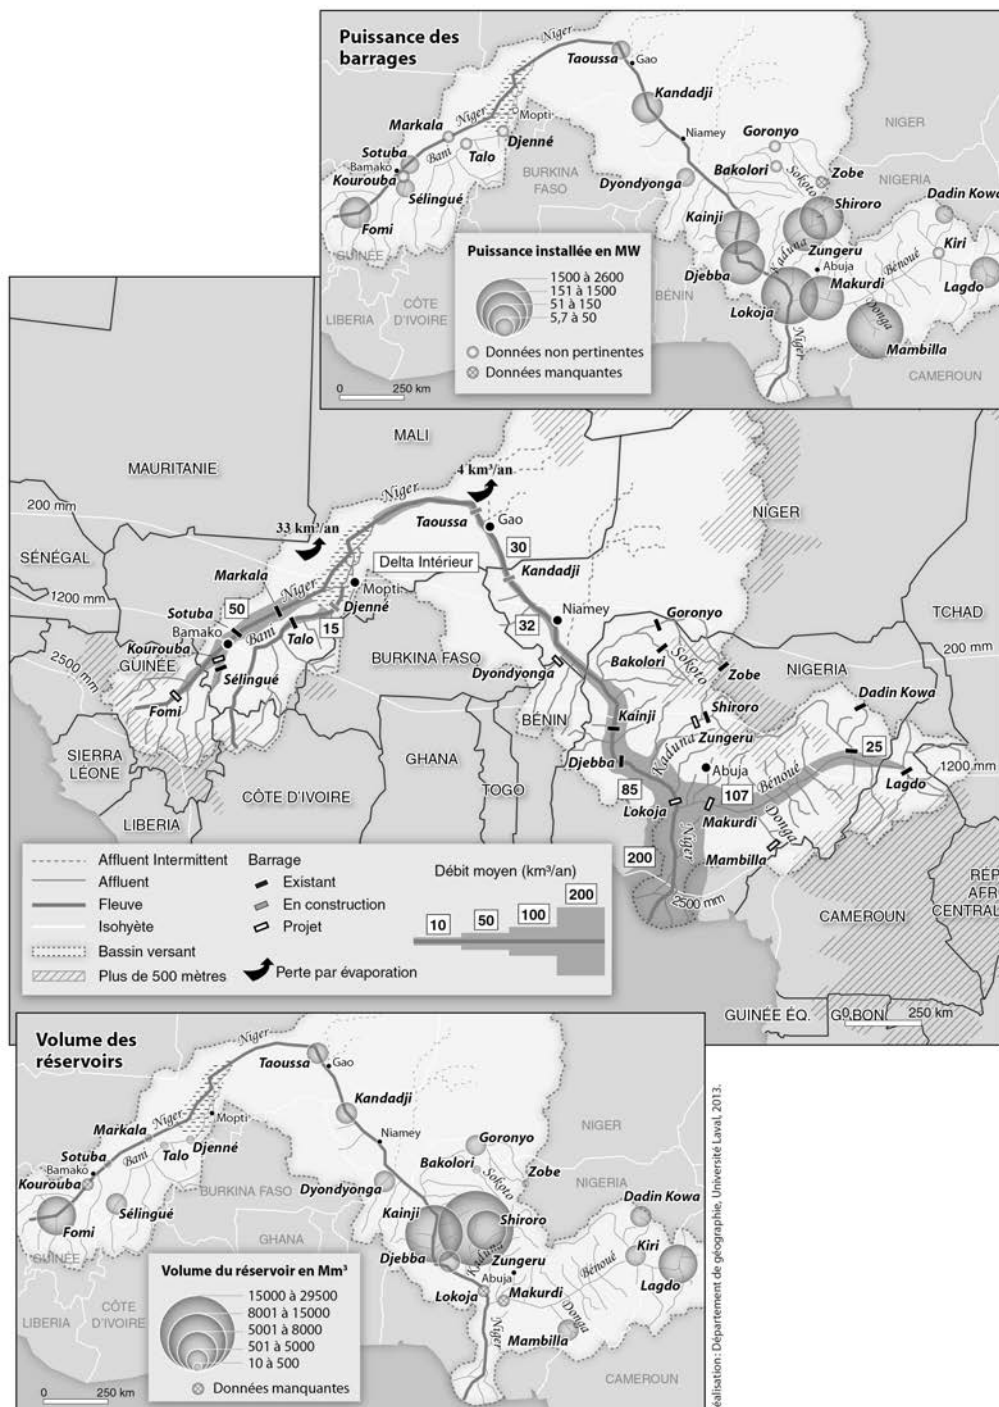 Puissance des
barrages
Niger
Taoussa
Gao
Kandadji
Niger
Mopti
Markala
Djenné
Bani
Talo
Sotuba
Bamako
Kourouba
Sélingué
Fomi
GUINÉE
Niamey
BURKINA
FASO
Dyondyonga
NIGER
Goronyo
Bakolori
Sokoto
Zobe
NIGERIA
Dadin Kowa
Shiroro
Kainji
Kaduna
Zungeru
Abuja
Bénoué
Kiri
Djebba
Makurdi
Lagdo
Lokoja
Donga
Mambilla
Niger
CAMEROUN
BÉNIN
CÔTE
D'IVOIRE
LIBERIA
Puissance installée en MW
1500 à 2600
151 à 1500
51 à 150
5,7 à 50
Données non pertinentes
Données manquantes
0 250 km
MALI
MAURITANIE
4 km³/an
33 km³/an
200 mm
SÉNÉGAL
1200 mm
2500 mm
Niger
Taoussa
Gao
30
Kandadji
Delta Intérieur
Mopti
Djenné
Markala
Niger
Sotuba
50
Bamako
Bani
Talo
15
Kourouba
GUINÉE
Sélingué
Fomi
BURKINA FASO
32
Niamey
Dyondyonga
NIGER
TCHAD
200 mm
Goronyo
Bakolori
Sokoto
Zobe
NIGERIA
Dadin Kowa
BÉNIN
Kainji
Shiroro
Zungeru
Kaduna
Abuja
Djebba
85
Lokoja
107
Bénoué
25
1200 mm
Lagdo
Makurdi
Donga
Mambilla
200
Niger
2500 mm
SIERRA
LÉONE
LIBERIA
CÔTE D'IVOIRE
GHANA
TOGO
CAMEROUN
RÉP
AFRI
CENTRAL
GUINÉE ÉQ.
GABON
0 250 km
Affluent Intermittent
Affluent
Fleuve
Isohyète
Bassin versant
Plus de 500 mètres
Barrage
Existant
En construction
Projet
Perte par évaporation
Débit moyen (km³/an)
10
50
100
200
Volume des
réservoirs
Niger
Taoussa
Gao
Kandadji
Markala
Niger
Mopti
Sotuba
Bamako
Bani
Talo
Djenné
Kourouba
Sélingué
Fomi
GUINÉE
Niamey
BURKINA FASO
Dyondyonga
GHANA
NIGER
Goronyo
Bakolori
Sokoto
Zobe
NIGERIA
Dadin Kowa
Kainji
Shiroro
Kaduna
Zungeru
Djebba
Abuja
Bénoué
Kiri
Lagdo
Lokoja
Makurdi
Donga
Mambilla
Niger
CAMEROUN
CÔTE
D'IVOIRE
LIBERIA
Volume du réservoir en Mm³
15000 à 29500
8001 à 15000
5001 à 8000
501 à 5000
10 à 500
Données manquantes
0 250 km
éalisation : Département de géographie, Université Laval, 2013.